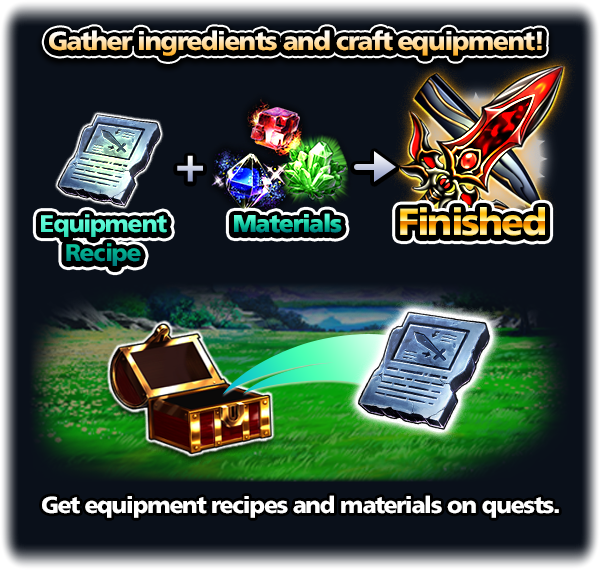 Gather ingredients and craft equipment!
Equipment
Recipe
Materials
Finished
Get equipment recipes and materials on quests.